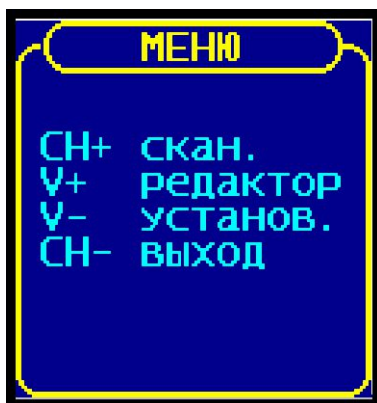 МЕНЮ
CH+ скан.
V+ редактор
V- установ.
CH- выход